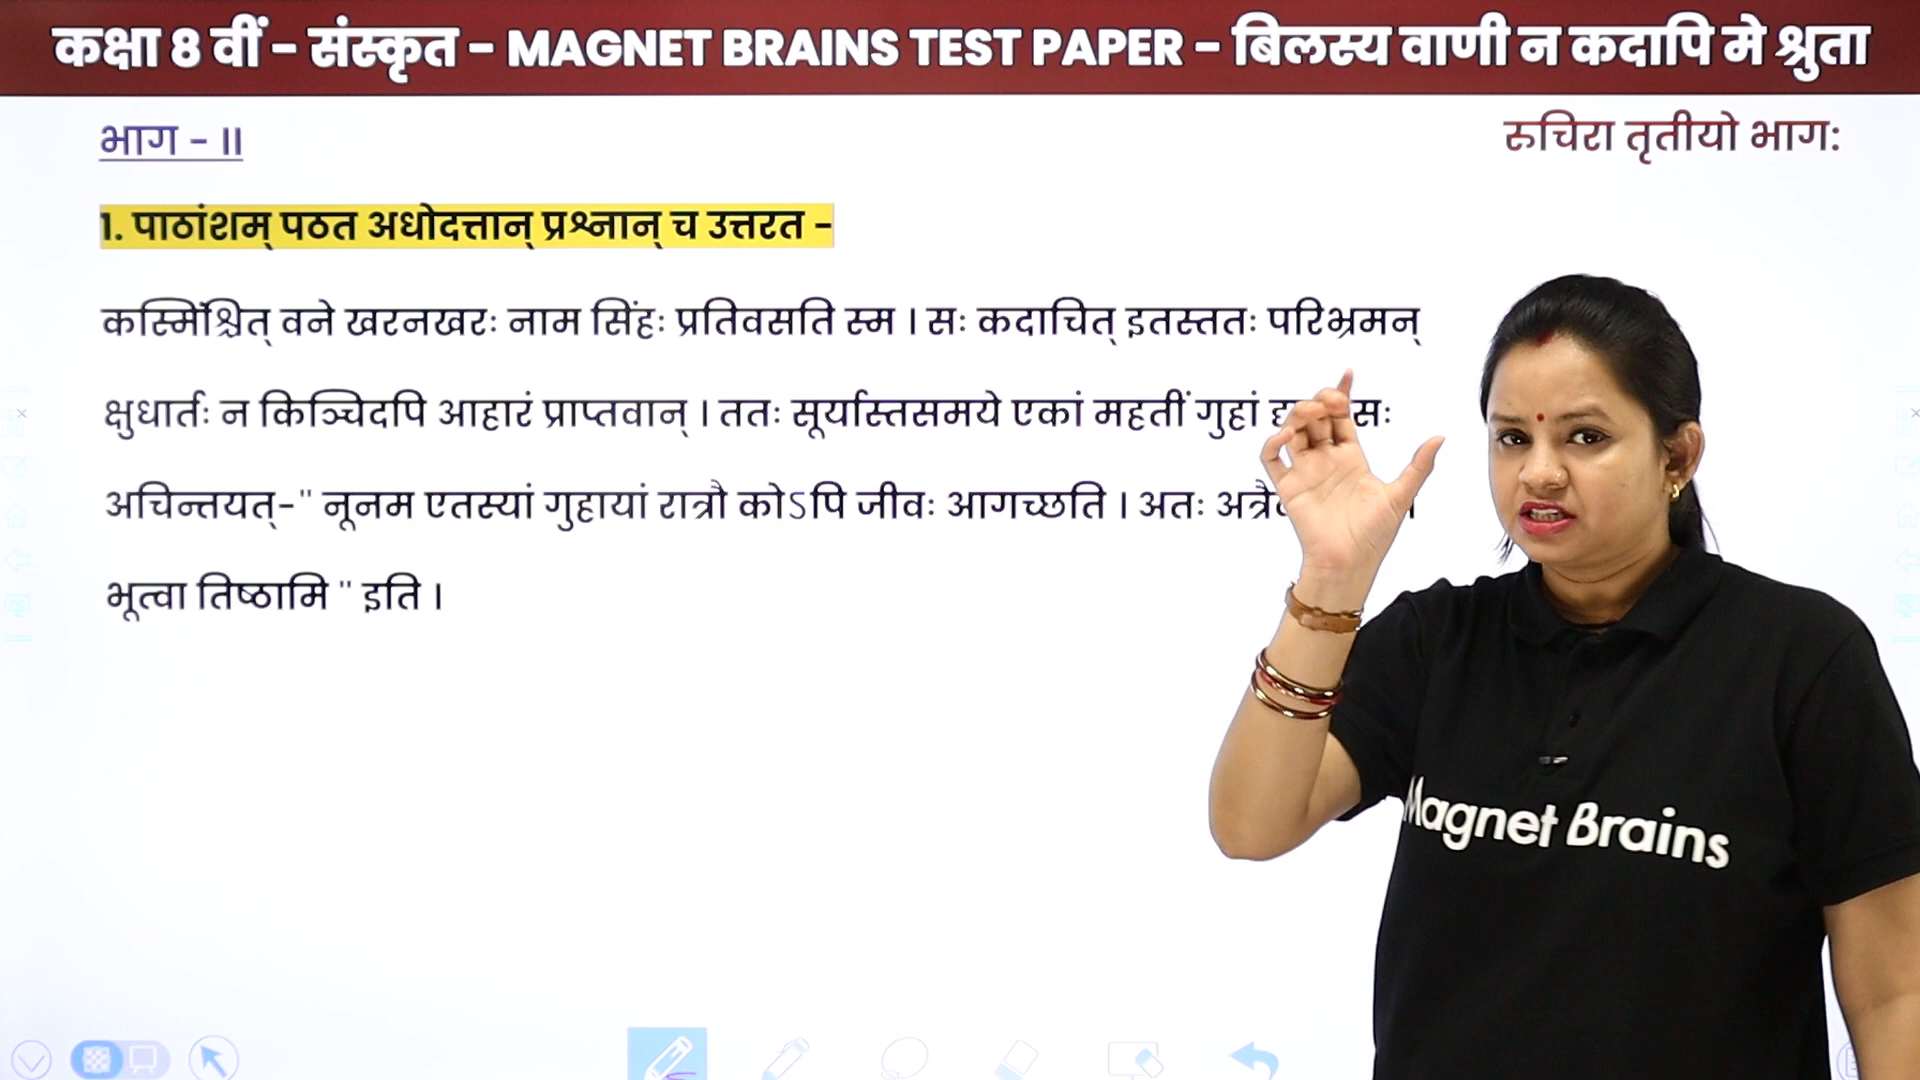 कक्षा 8 वीं - संस्कृत - MAGNET BRAINS TEST PAPER - बिलस्य वाणी न कदापि मे श्रुता
भाग - II
रुचिरा तृतीयो भाग:
1. पाठांशम् पठत अधोदत्तान् प्रश्नान् च उत्तरत -
कस्मिंश्चित् वने खरनखरः नाम सिंहः प्रतिवसति स्म । सः कदाचित् इतस्ततः परिभ्रमन्
क्षुधार्तः न किञ्चिदपि आहारं प्राप्तवान् । ततः सूर्यास्तसमये एकां महतीं गुहां सः
अचिन्तयत्-" नूनम एतस्यां गुहायां रात्रौ कोऽपि जीवः आगच्छति । अतः
भूत्वा तिष्ठामि " इति ।
Magnet Brains